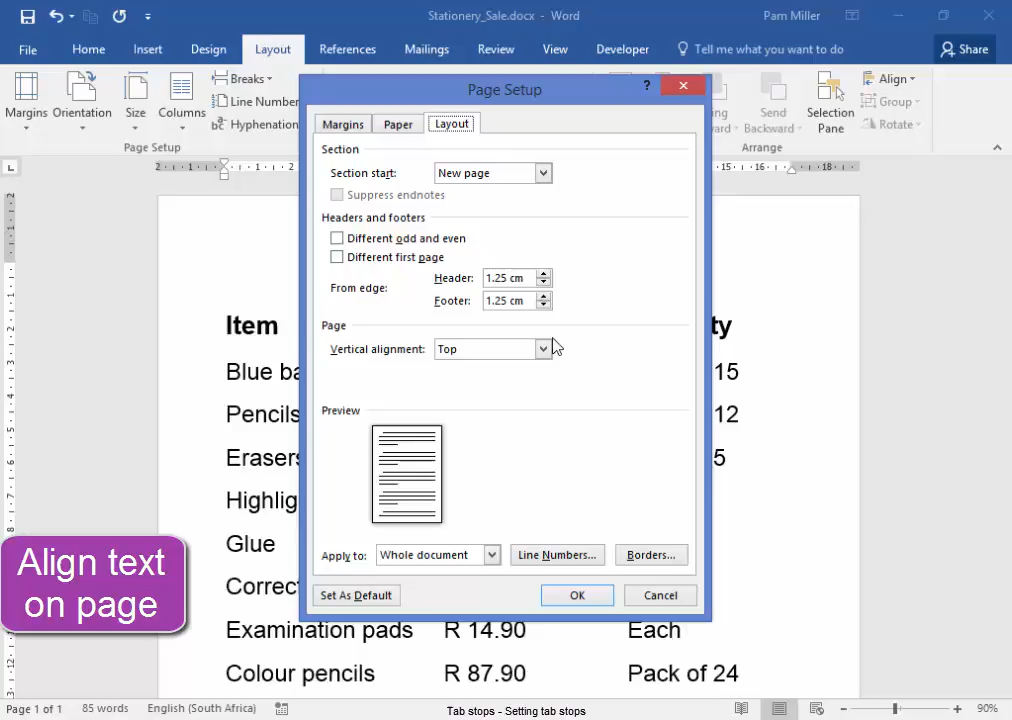 Stationery_Sale.docx - Word
Pam Miller
File Home Insert Design Layout References Mailings Review View Developer Tell me what you want to do Share
Margins Orientation Size Columns
Breaks
Line Number
Hyphenation
Page Setup
Send Backward
Selection Pane
Align
Group
Rotate
Arrange
Page Setup
?
Margins Paper Layout
Section
Section start: New page
Suppress endnotes
Headers and footers
Different odd and even
Different first page
From edge:
Header: 1.25 cm
Footer: 1.25 cm
Page
Vertical alignment: Top
Preview
Apply to: Whole document Line Numbers... Borders...
Set As Default OK Cancel
Item ty
Blue ba 15
Pencils 12
Erasers 5
Highlig
Glue
Correc
Examination pads R 14.90 Each
Colour pencils R 87.90 Pack of 24
Align text
on page
Page 1 of 1 85 words English (South Africa) 90%
Tab stops - Setting tab stops